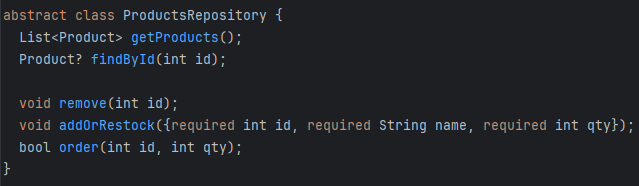 abstract class ProductsRepository {
  List<Product> getProducts();
  Product? findById(int id);

  void remove(int id);
  void addOrRestock({required int id, required String name, required int qty});
  bool order(int id, int qty);
}